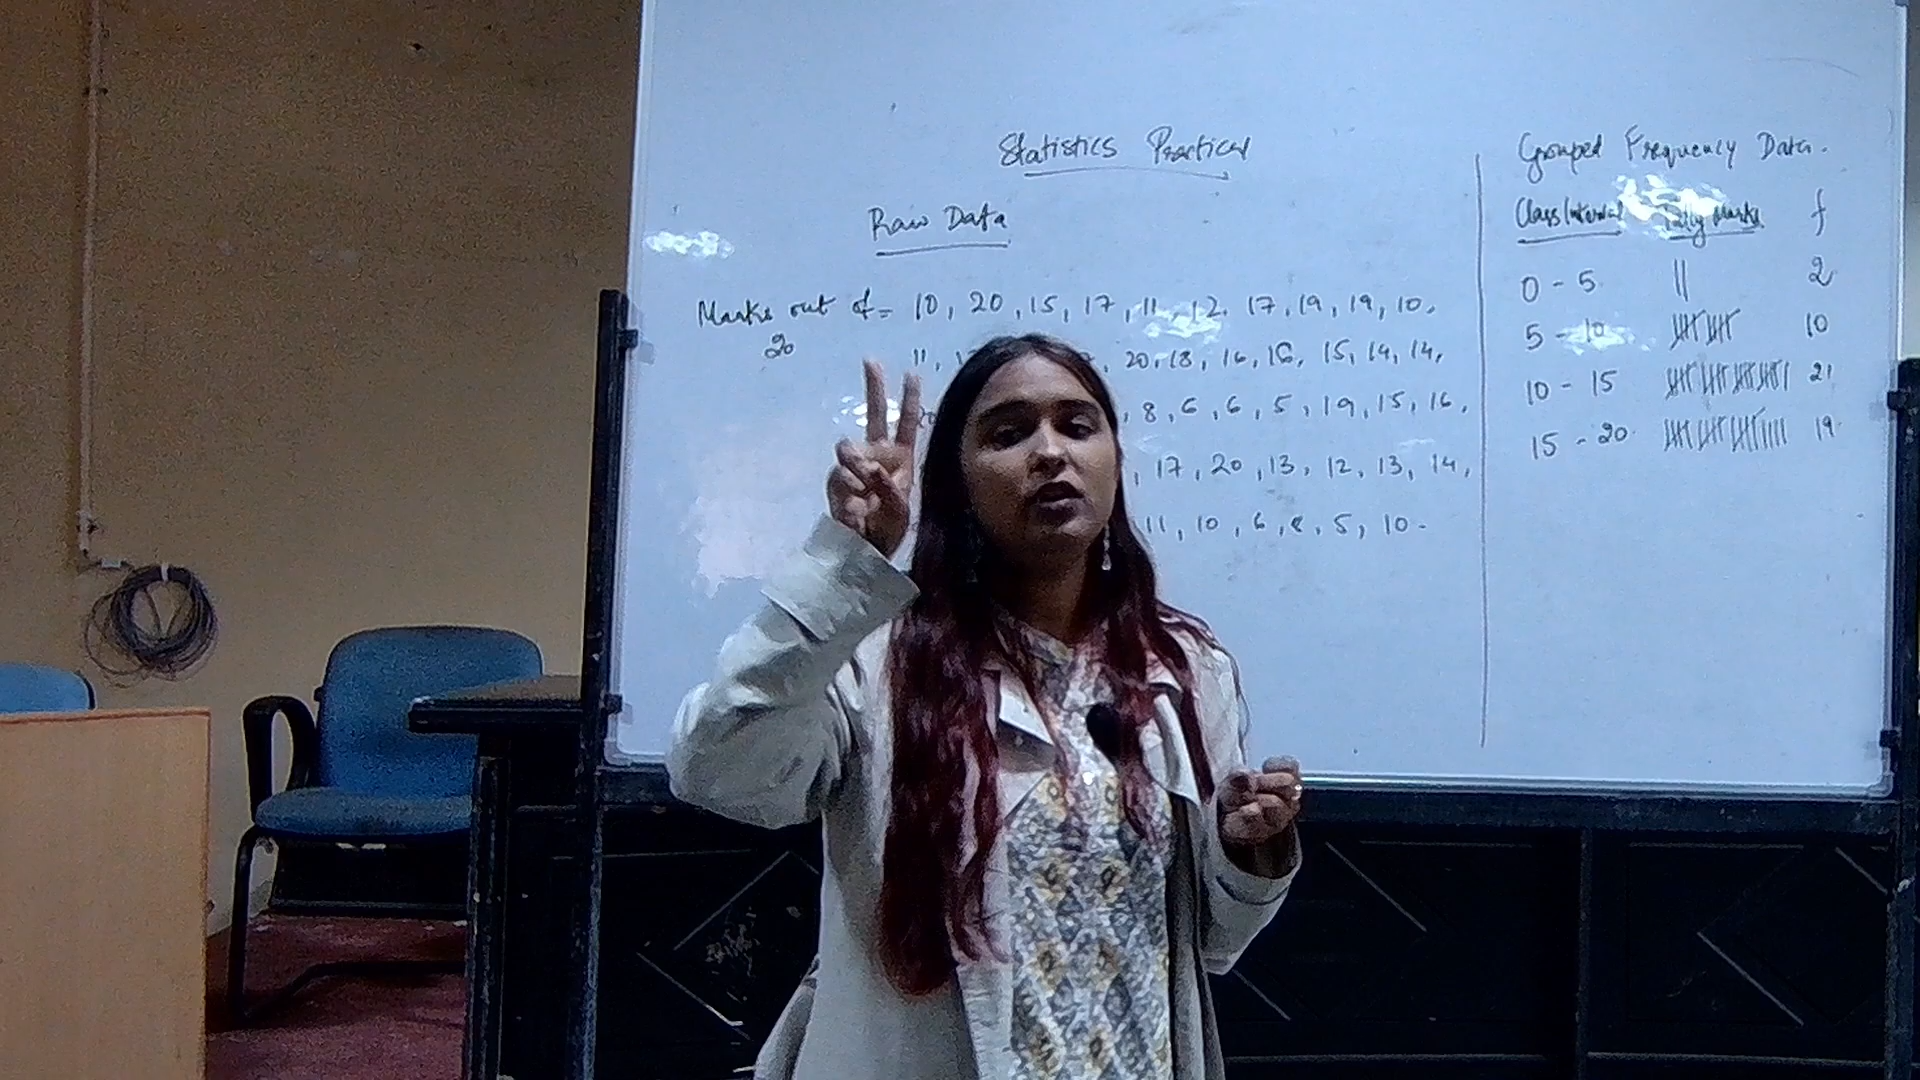 Statistics Practical
Raw Data
Marks out of = 10, 20, 15, 17, 11, 12, 17, 19, 19, 10,
20
11, 20, 18, 16, 16, 15, 14, 14,
8, 6, 6, 5, 19, 15, 16,
, 17, 20, 13, 12, 13, 14,
11, 10, 6, 8, 5, 10.
Grouped Frequency Data.
Class Interval Tally Marks f
0 - 5 || 2
5 - 10 10
10 - 15 21
15 - 20 19